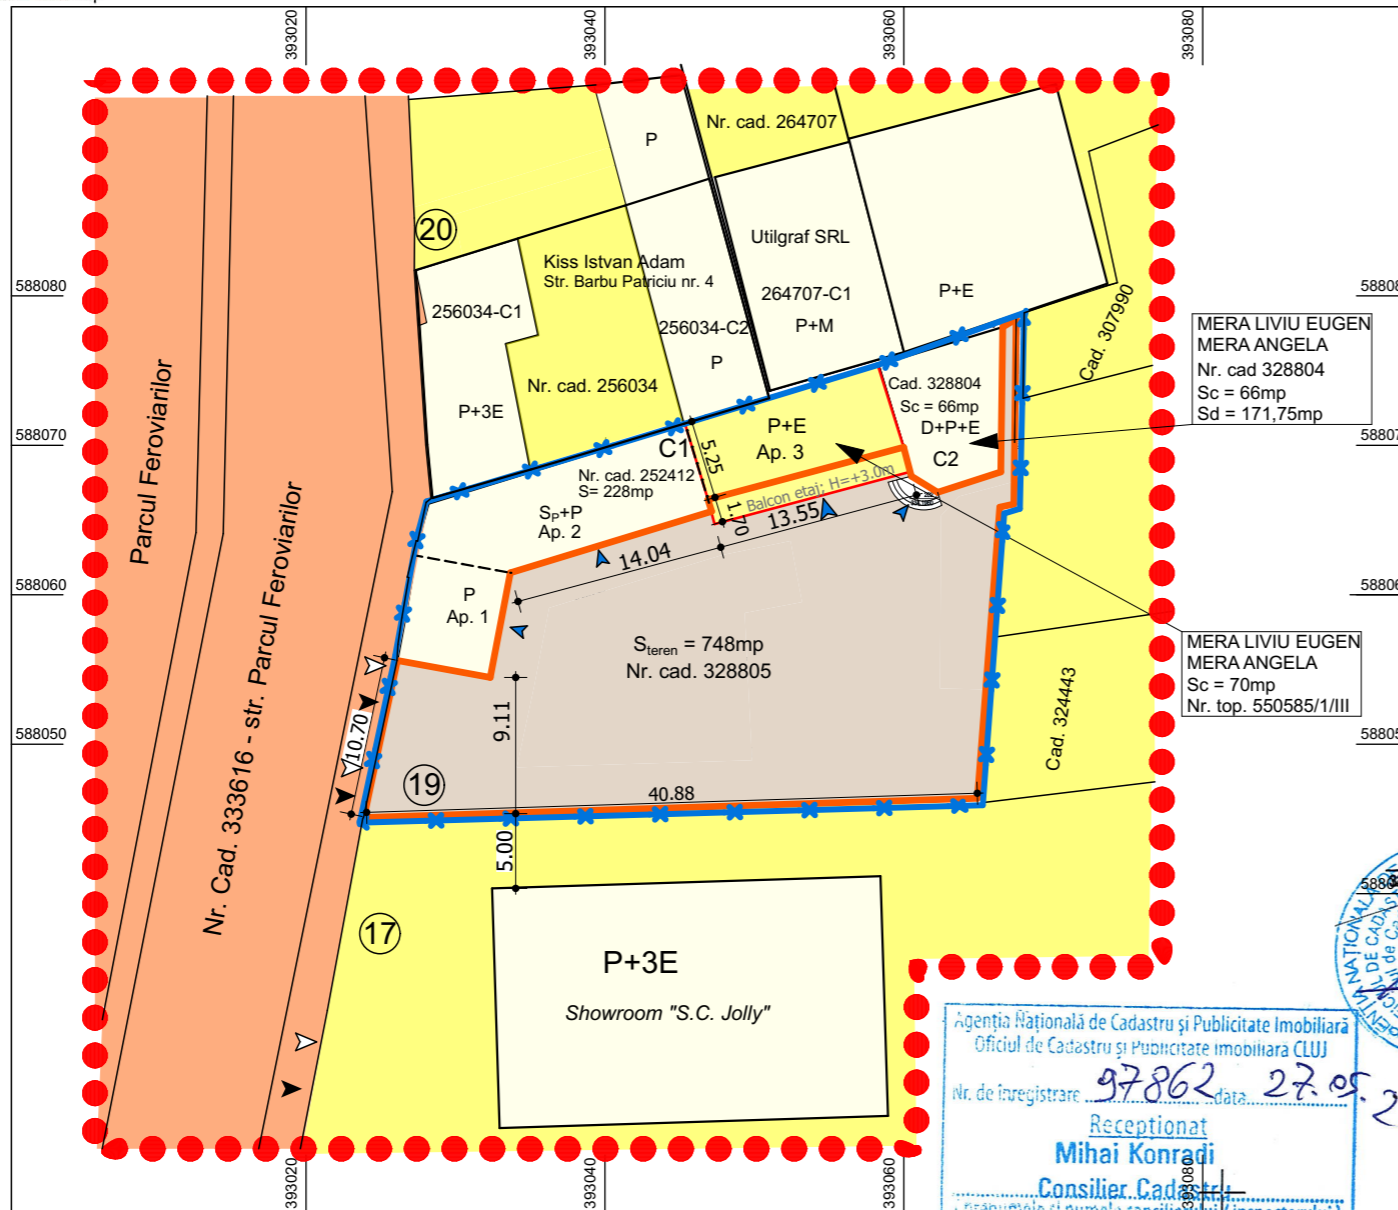 393020
393040
393060
393080
Nr. cad. 264707
P
20
Utilgraf SRL
Kiss Istvan Adam
Str. Barbu Patriciu nr. 4
588080
264707-C1
P+E
P+M
256034-C1
256034-C2
P
Cad. 307990
MERA LIVIU EUGEN
MERA ANGELA
Nr. cad 328804
Sc = 66mp
Sd = 171,75mp
Parcul Feroviarilor
Nr. cad. 256034
P+3E
Cad. 328804
Sc = 66mp
D+P+E
C2
P+E
Ap. 3
588070
C1
5.25
Nr. cad. 252412
S= 228mp
Balcon etaj; H=+3.0m
1.70
13.55
SP+P
Ap. 2
14.04
588060
P
Ap. 1
Steren = 748mp
Nr. cad. 328805
MERA LIVIU EUGEN
MERA ANGELA
Sc = 70mp
Nr. top. 550585/1/III
Nr. Cad. 333616 - str. Parcul Feroviarilor
10.70
9.11
Cad. 324443
588050
19
40.88
5.00
17
P+3E
Showroom "S.C. Jolly"
Agenția Națională de Cadastru și Publicitate Imobiliară
Oficiul de Cadastru și Publicitate Imobiliară CLUJ
Nr. de înregistrare 97862 data 27.05.2
Recepționat
Mihai Konradi
Consilier Cadastru
393020
393040
393060
393080